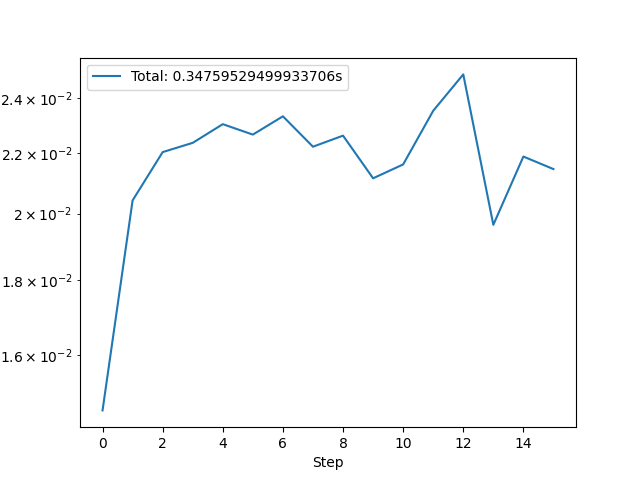 Total: 0.34759529499933706s
2.4 × 10⁻²
2.2 × 10⁻²
2 × 10⁻²
1.8 × 10⁻²
1.6 × 10⁻²
0 2 4 6 8 10 12 14
Step